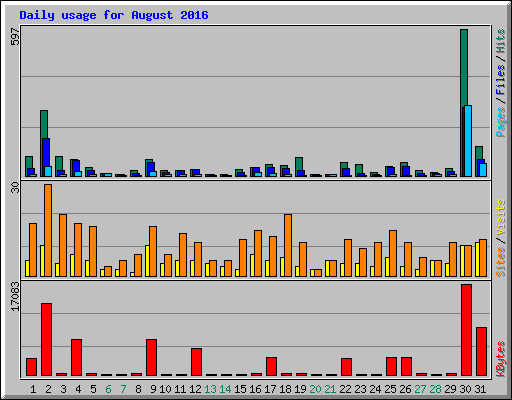 Daily usage for August 2016
597
Pages / Files / Hits
30
Sites / Visits
17083
KBytes
1 2 3 4 5 6 7 8 9 10 11 12 13 14 15 16 17 18 19 20 21 22 23 24 25 26 27 28 29 30 31